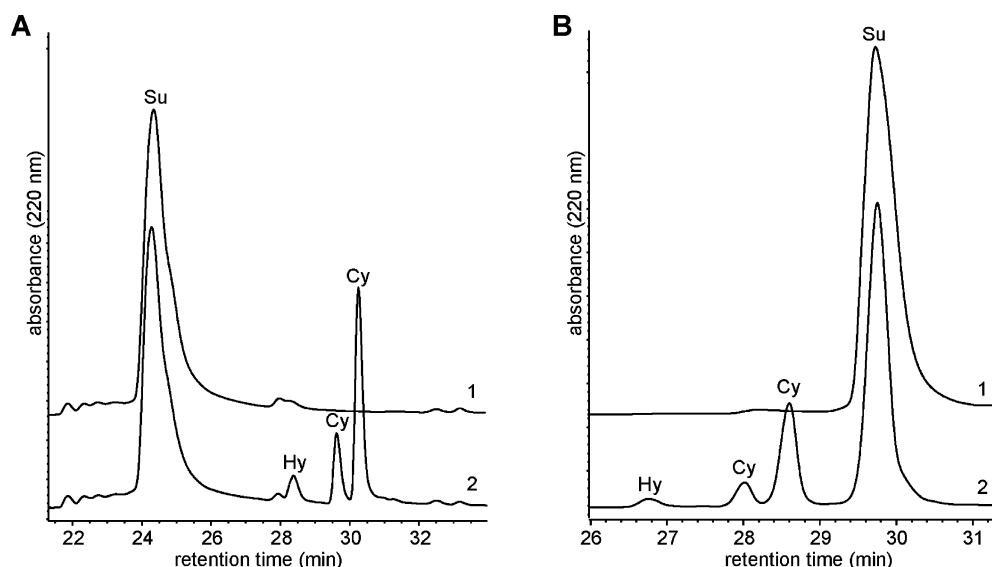 A
Su
Cy
Cy
Hy
1
2
absorbance (220 nm)
22 24 26 28 30 32
retention time (min)
B
Su
Cy
Cy
Hy
1
2
absorbance (220 nm)
26 27 28 29 30 31
retention time (min)